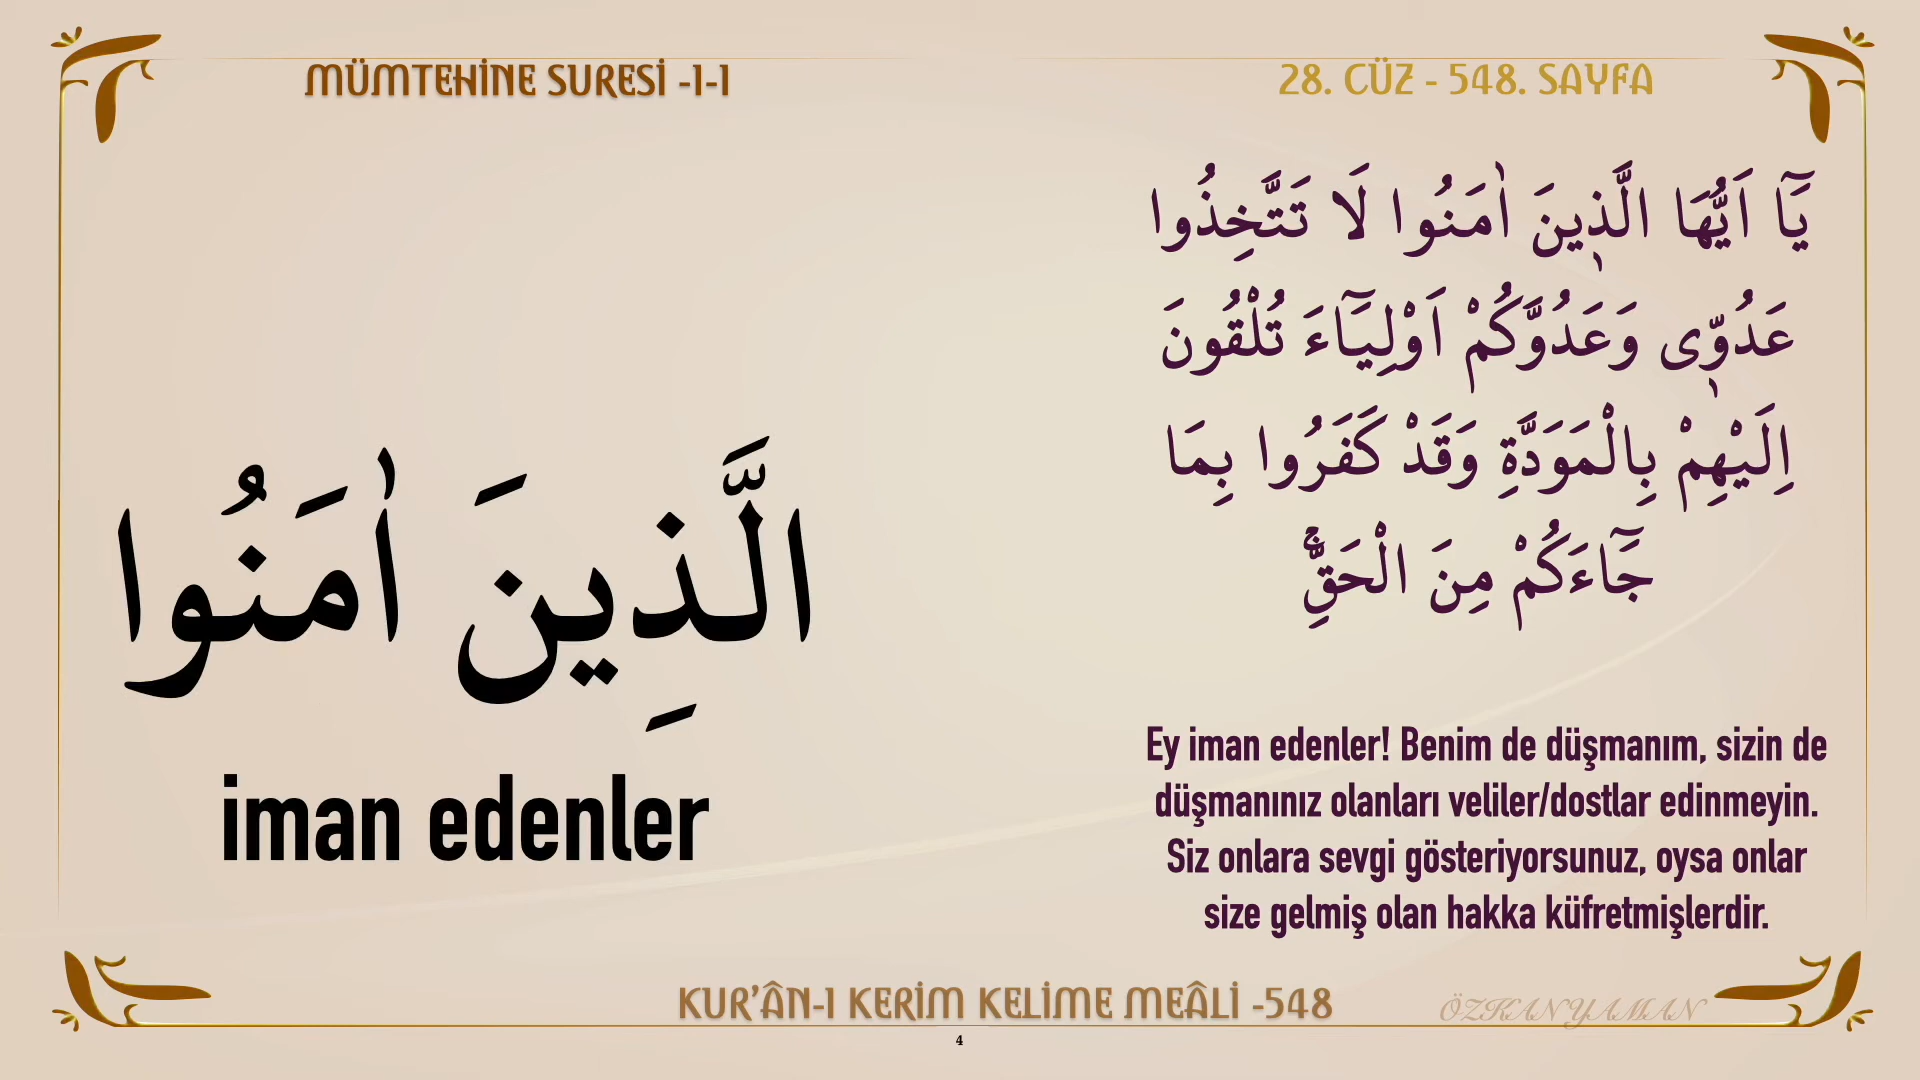 MÜMTEHİNE SURESİ -1-1
28. CÜZ - 548. SAYFA
الَّذِينَ اٰمَنُوا
iman edenler
يَٓا اَيُّهَا الَّذٖينَ اٰمَنُوا لَا تَتَّخِذُوا
عَدُوّٖى وَعَدُوَّكُمْ اَوْلِيَٓاءَ تُلْقُونَ
اِلَيْهِمْ بِالْمَوَدَّةِ وَقَدْ كَفَرُوا بِمَا
جَٓاءَكُمْ مِنَ الْحَقِّۚ
Ey iman edenler! Benim de düşmanım, sizin de
düşmanınız olanları veliler/dostlar edinmeyin.
Siz onlara sevgi gösteriyorsunuz, oysa onlar
size gelmiş olan hakka küfretmişlerdir.
KUR'ÂN-I KERİM KELİME MEÂLİ -548
ÖZKANYAMAN
4